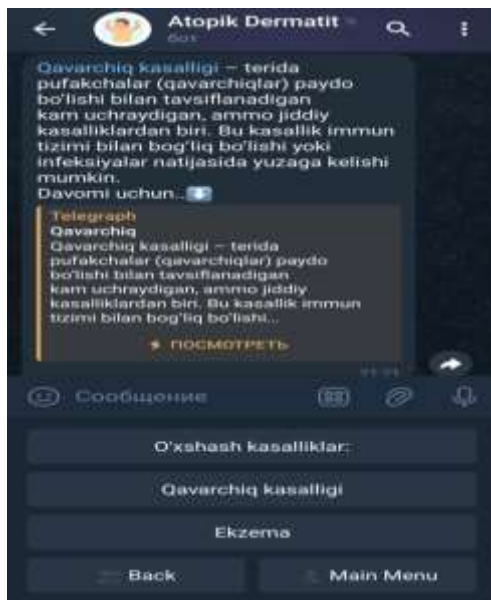 Atopik Dermatit
бот
Qavarchiq kasalligi – terida
pufakchalar (qavarchiqlar) paydo
bo'lishi bilan tavsiflanadigan
kam uchraydigan, ammo jiddiy
kasalliklardan biri. Bu kasallik immun
tizimi bilan bog'liq bo'lishi yoki
infeksiyalar natijasida yuzaga kelishi
mumkin.
Davomi uchun..⬇️
Telegraph
Qavarchiq
Qavarchiq kasalligi – terida
pufakchalar (qavarchiqlar) paydo
bo'lishi bilan tavsiflanadigan
kam uchraydigan, ammo jiddiy
kasalliklardan biri. Bu kasallik immun
tizimi bilan bog'liq bo'lishi...
ПОСМОТРЕТЬ
Сообщение
O'xshash kasalliklar:
Qavarchiq kasalligi
Ekzema
Back
Main Menu